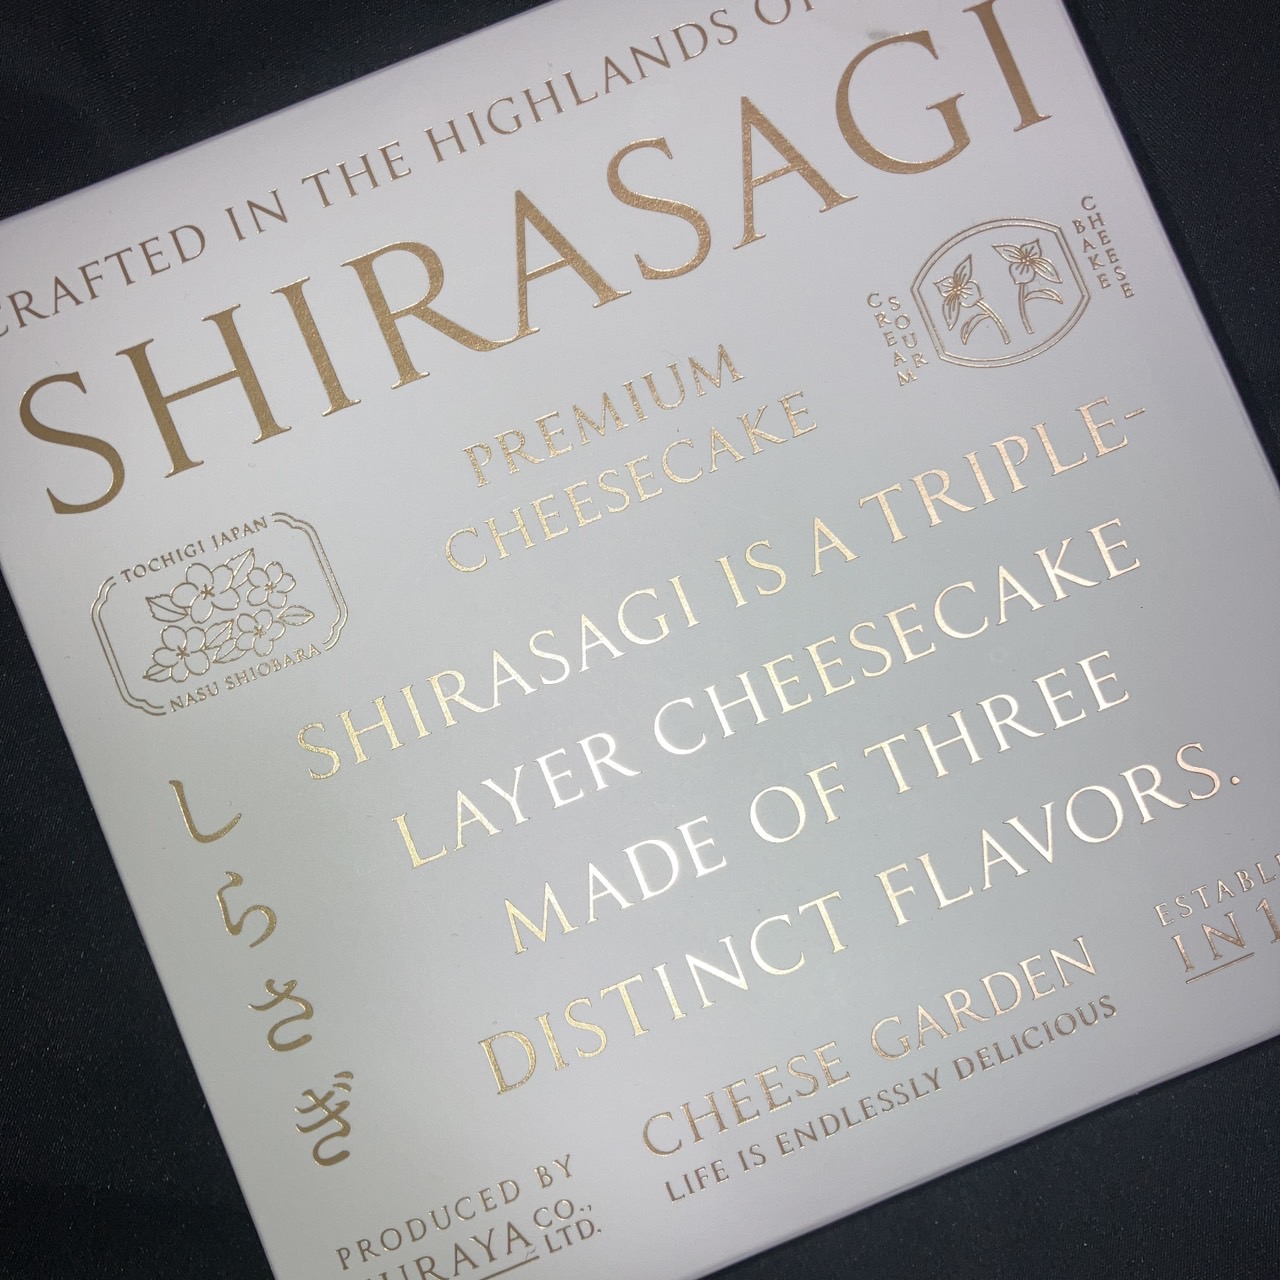 CRAFTED IN THE HIGHLANDS
SHIRASAGI
PREMIUM
CHEESECAKE
SOUR
CREAM
CHEESE
BAKE
TOCHIGI JAPAN
NASU SHIOBARA
SHIRASAGI IS A TRIPLE-
LAYER CHEESECAKE
MADE OF THREE
DISTINCT FLAVORS.
しらさぎ
CHEESE GARDEN
LIFE IS ENDLESSLY DELICIOUS
IN
PRODUCED BY
CO.,
LTD.